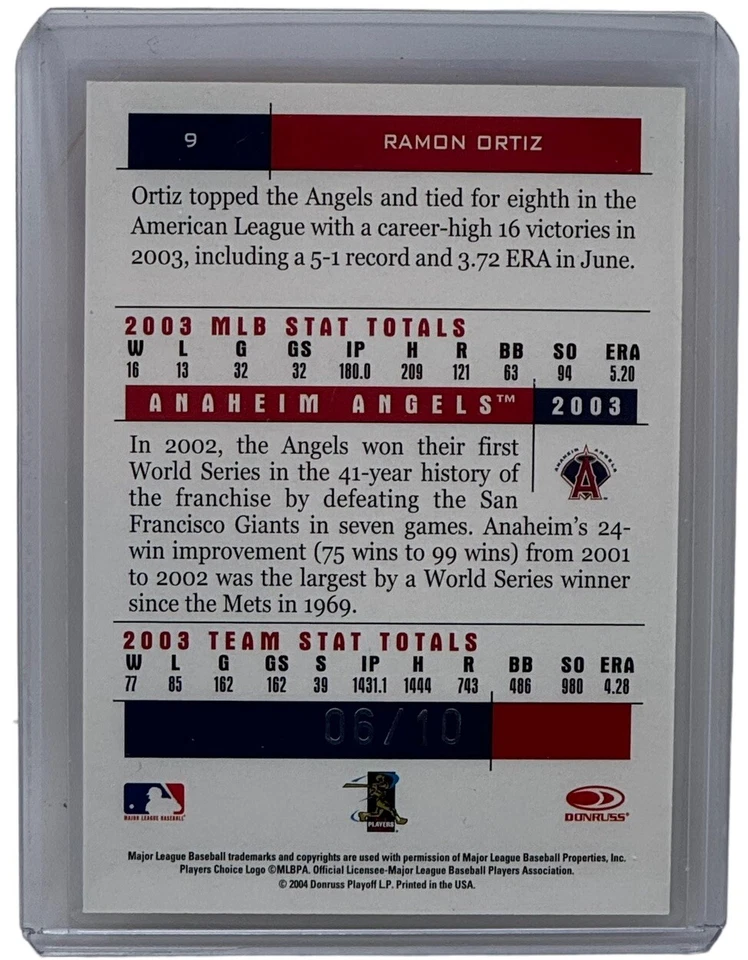 9 RAMON ORTIZ
Ortiz topped the Angels and tied for eighth in the
American League with a career-high 16 victories in
2003, including a 5-1 record and 3.72 ERA in June.
2003 MLB STAT TOTALS
W L G GS IP H R BB SO ERA
16 13 32 32 180.0 209 121 63 94 5.20
ANAHEIM ANGELS™ 2003
In 2002, the Angels won their first
World Series in the 41-year history of
the franchise by defeating the San
Francisco Giants in seven games. Anaheim's 24-
win improvement (75 wins to 99 wins) from 2001
to 2002 was the largest by a World Series winner
since the Mets in 1969.
ANAHEIM ANGELS
A
2003 TEAM STAT TOTALS
W L G GS S IP H R BB SO ERA
77 85 162 162 39 1431.1 1444 743 486 980 4.28
06/10
MAJOR LEAGUE BASEBALL
PLAYERS
DONRUSS
Major League Baseball trademarks and copyrights are used with permission of Major League Baseball Properties, Inc.
Players Choice Logo ©MLBPA. Official Licensee-Major League Baseball Players Association.
© 2004 Donruss Playoff L.P. Printed in the USA.